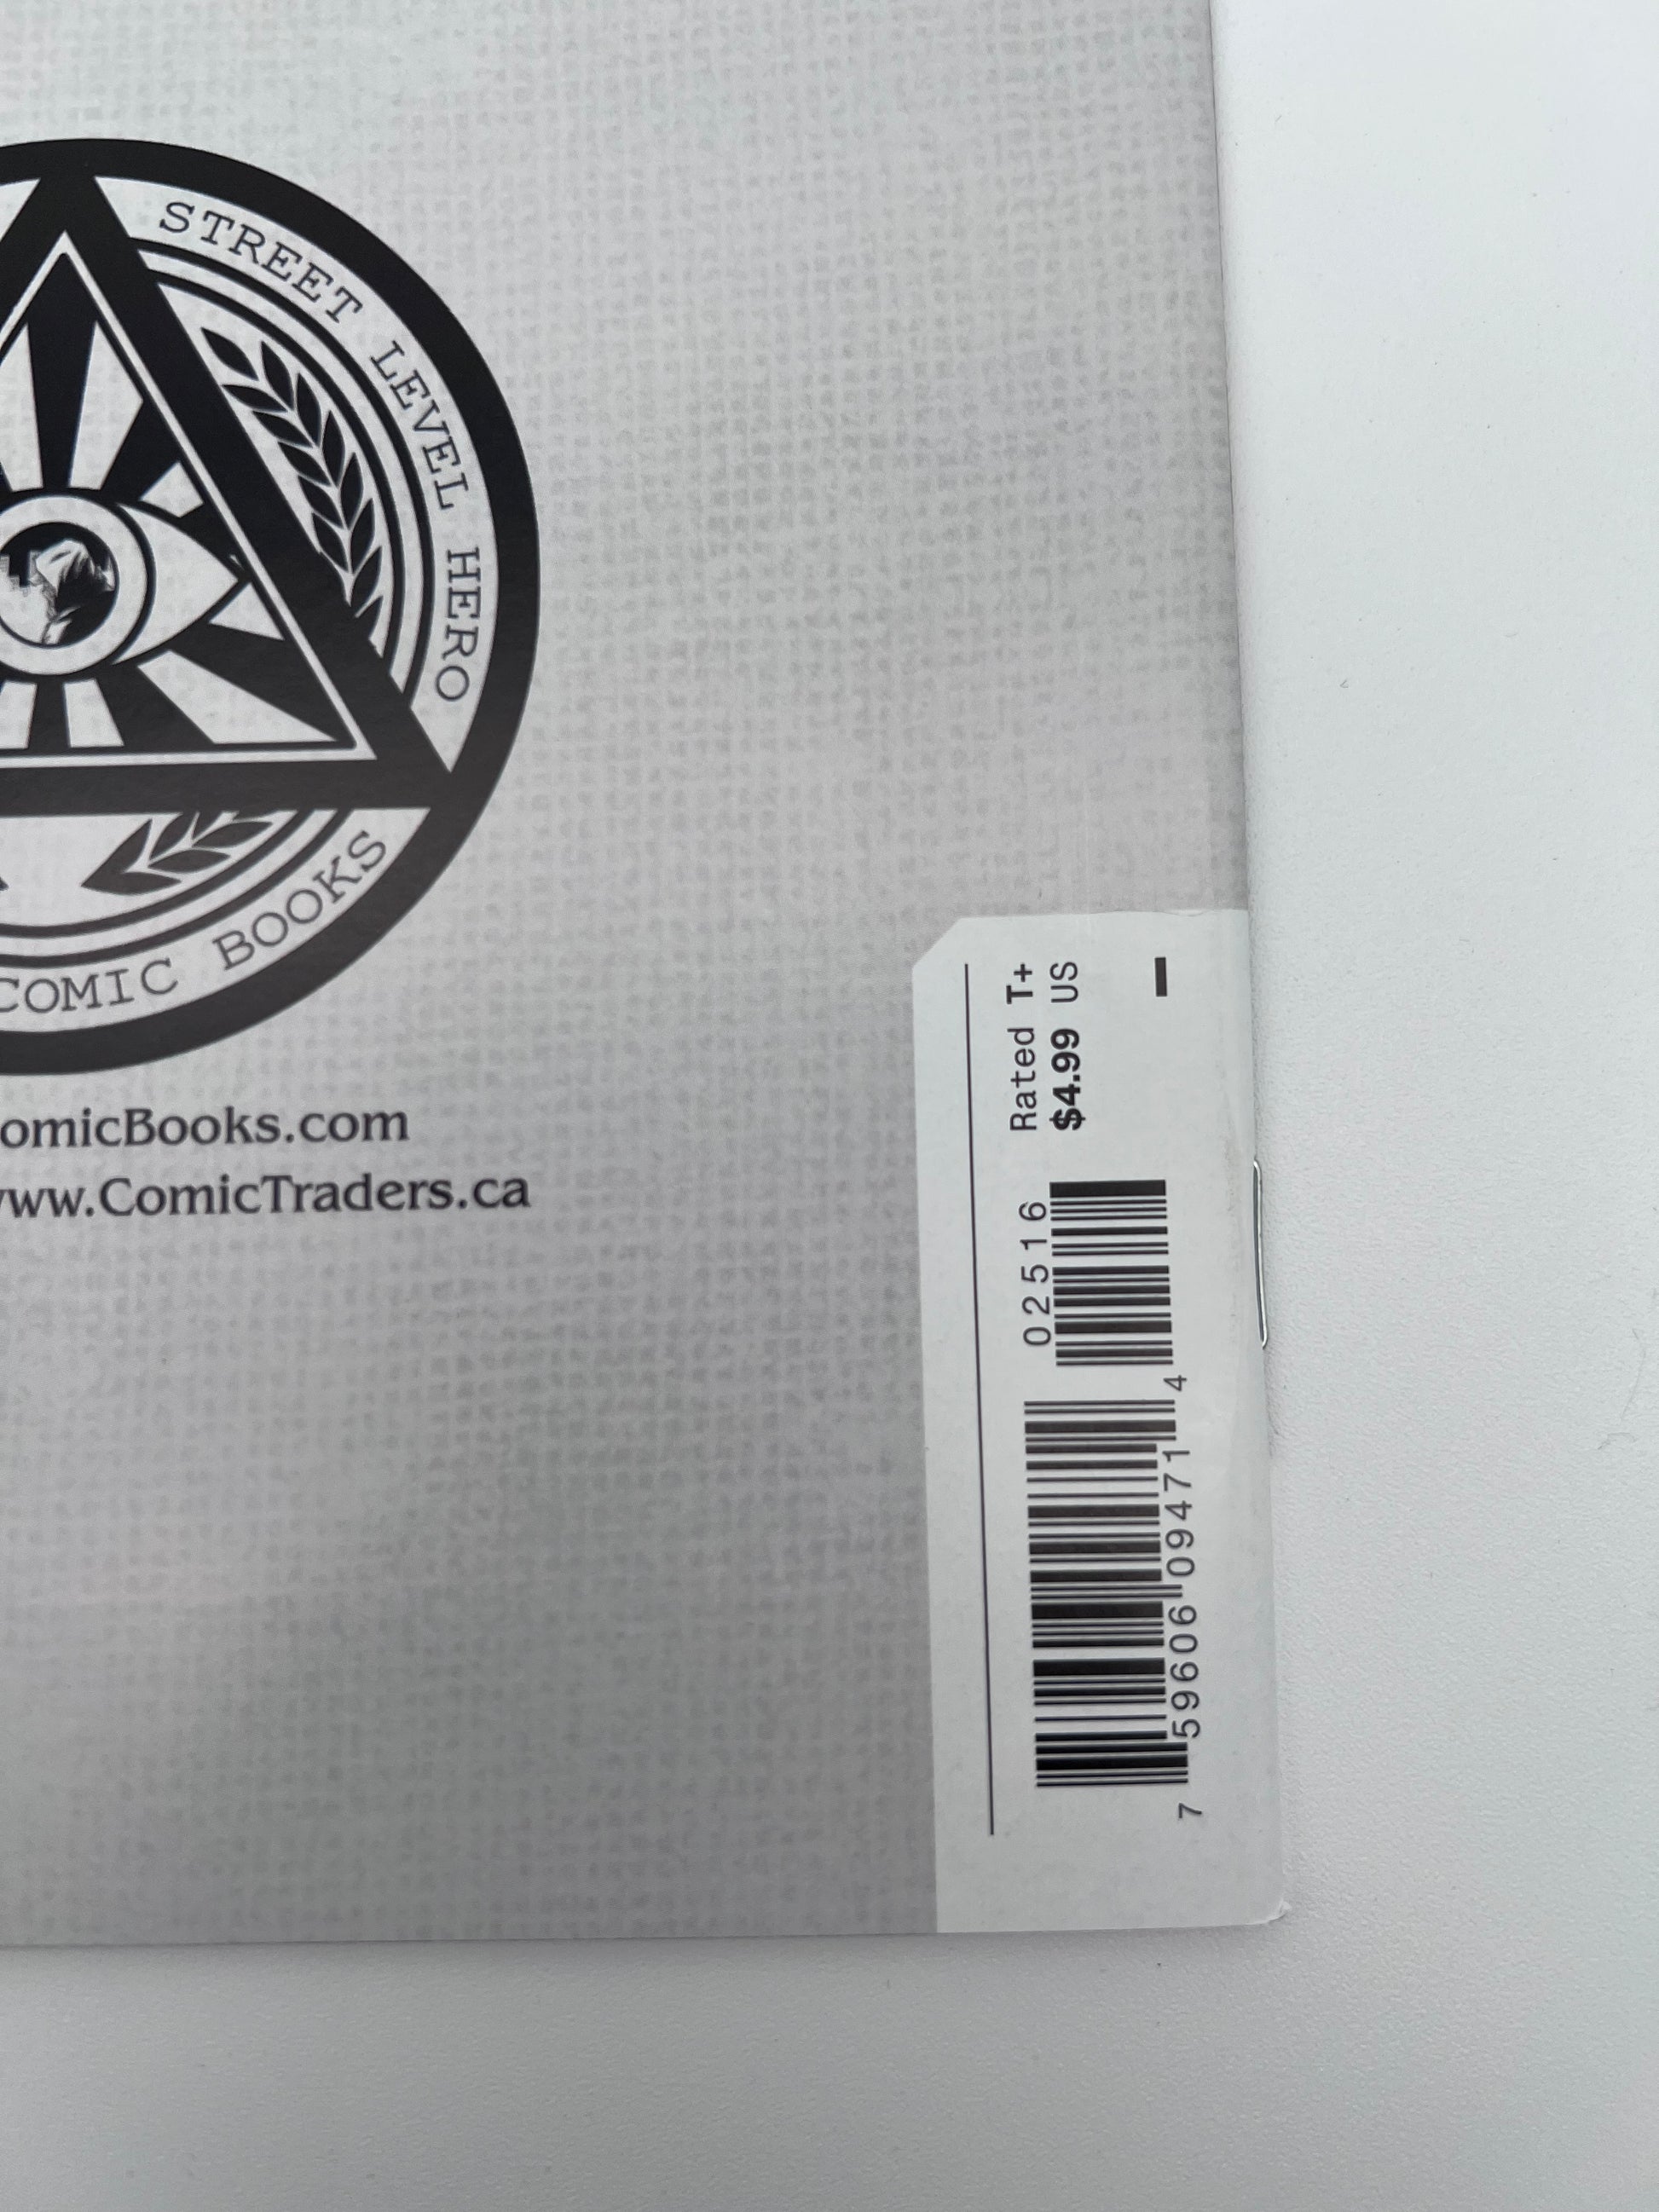 STREET LEVEL HERO
COMIC BOOKS
omicBooks.com
www.ComicTraders.ca
Rated T+
$4.99 US
02516
7 59606 09471 4